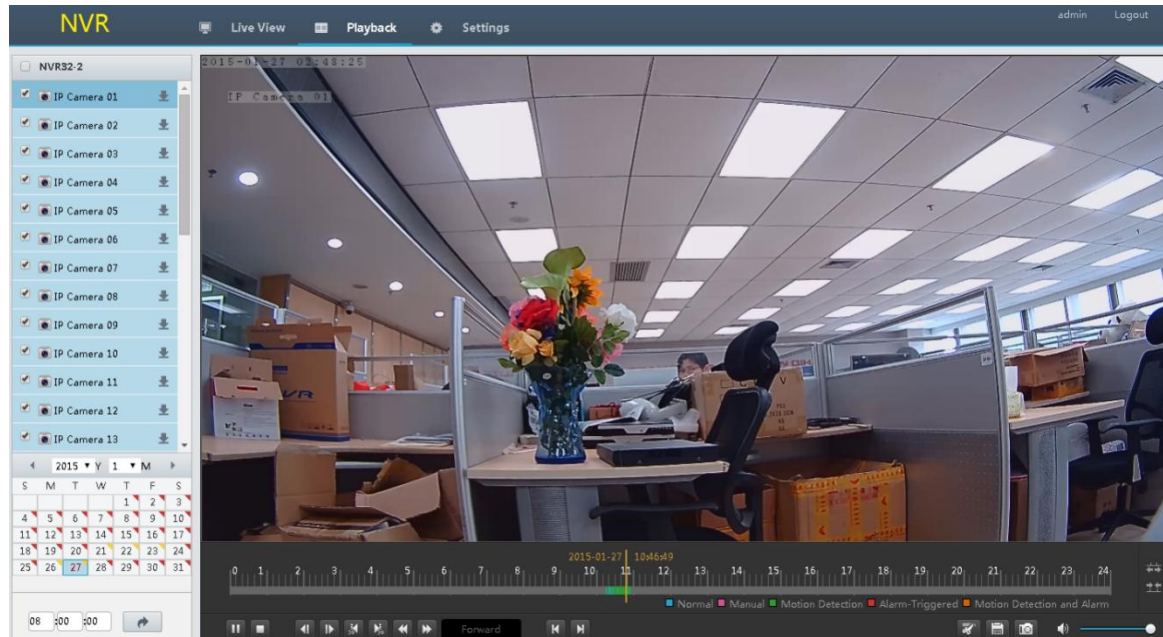 NVR
Live View
Playback
Settings
admin
Logout
NVR32-2
IP Camera 01
IP Camera 02
IP Camera 03
IP Camera 04
IP Camera 05
IP Camera 06
IP Camera 07
IP Camera 08
IP Camera 09
IP Camera 10
IP Camera 11
IP Camera 12
IP Camera 13
2015 Y 1 M
S M T W T F S
1 2 3
4 5 6 7 8 9 10
11 12 13 14 15 16 17
18 19 20 21 22 23 24
25 26 27 28 29 30 31
08 :00 :00
2015-01-27 02:48:25
IP Camera 01
2015-01-27 10:46:49
0 1 2 3 4 5 6 7 8 9 10 11 12 13 14 15 16 17 18 19 20 21 22 23 24
Normal Manual Motion Detection Alarm-Triggered Motion Detection and Alarm
Forward